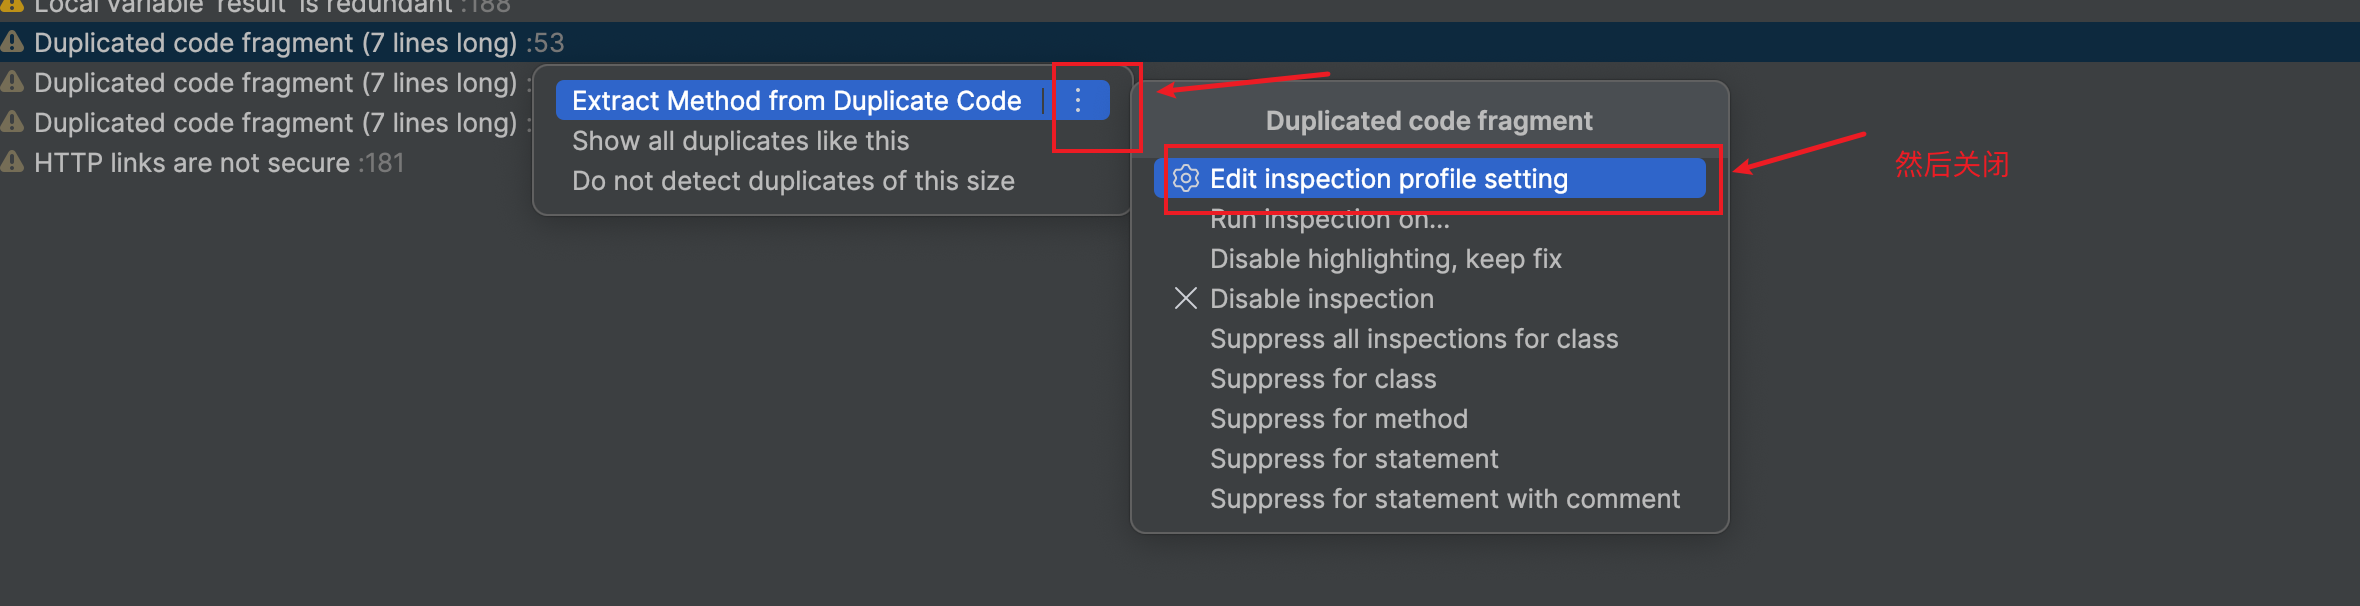 Local variable 'result' is redundant :188
Duplicated code fragment (7 lines long) :53
Duplicated code fragment (7 lines long) :
Duplicated code fragment (7 lines long) :
HTTP links are not secure :181
Extract Method from Duplicate Code
Show all duplicates like this
Do not detect duplicates of this size
Duplicated code fragment
Edit inspection profile setting
Run inspection on...
Disable highlighting, keep fix
Disable inspection
Suppress all inspections for class
Suppress for class
Suppress for method
Suppress for statement
Suppress for statement with comment
然后关闭